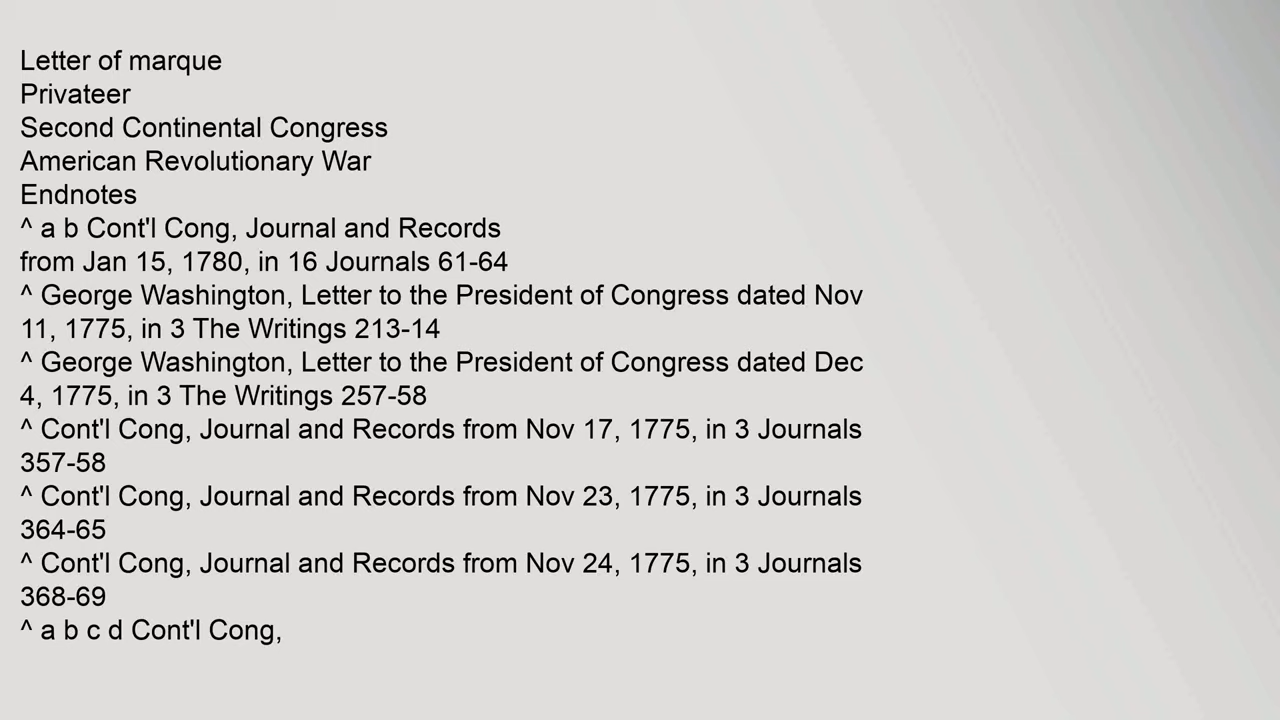 Letter of marque
Privateer
Second Continental Congress
American Revolutionary War
Endnotes
^ a b Cont'l Cong, Journal and Records
from Jan 15, 1780, in 16 Journals 61-64
^ George Washington, Letter to the President of Congress dated Nov
11, 1775, in 3 The Writings 213-14
^ George Washington, Letter to the President of Congress dated Dec
4, 1775, in 3 The Writings 257-58
^ Cont'l Cong, Journal and Records from Nov 17, 1775, in 3 Journals
357-58
^ Cont'l Cong, Journal and Records from Nov 23, 1775, in 3 Journals
364-65
^ Cont'l Cong, Journal and Records from Nov 24, 1775, in 3 Journals
368-69
^ a b c d Cont'l Cong,